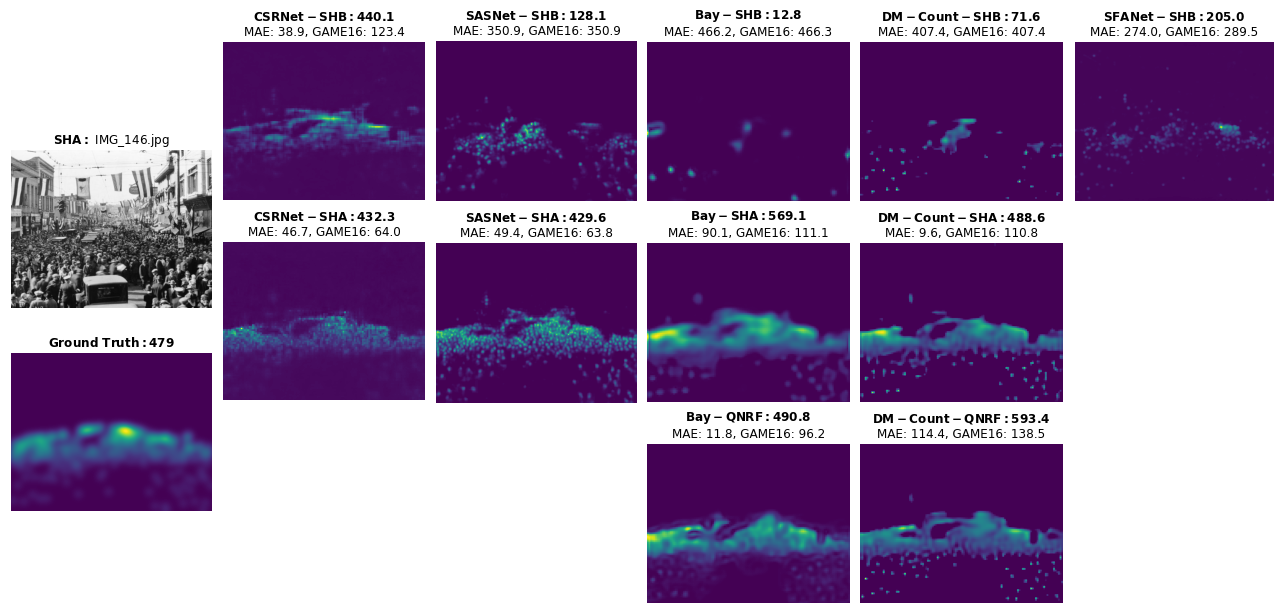 CSRNet−SHB:440.1
MAE: 38.9, GAME16: 123.4
SASNet−SHB:128.1
MAE: 350.9, GAME16: 350.9
Bay−SHB:12.8
MAE: 466.2, GAME16: 466.3
DM−Count−SHB:71.6
MAE: 407.4, GAME16: 407.4
SFANet−SHB:205.0
MAE: 274.0, GAME16: 289.5
SHA: IMG_146.jpg
CSRNet−SHA:432.3
MAE: 46.7, GAME16: 64.0
SASNet−SHA:429.6
MAE: 49.4, GAME16: 63.8
Bay−SHA:569.1
MAE: 90.1, GAME16: 111.1
DM−Count−SHA:488.6
MAE: 9.6, GAME16: 110.8
Ground Truth:479
Bay−QNRF:490.8
MAE: 11.8, GAME16: 96.2
DM−Count−QNRF:593.4
MAE: 114.4, GAME16: 138.5